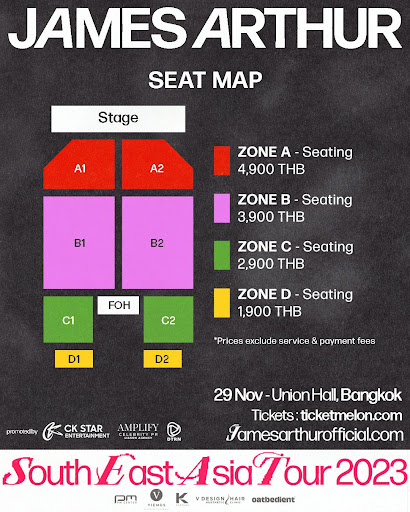 JAMES ARTHUR
SEAT MAP
Stage
A1 A2
B1 B2
FOH
C1 C2
D1 D2
ZONE A - Seating
4,900 THB
ZONE B - Seating
3,900 THB
ZONE C - Seating
2,900 THB
ZONE D - Seating
1,900 THB
*Prices exclude service & payment fees
29 Nov - Union Hall, Bangkok
Tickets : ticketmelon.com
Jamesarthurofficial.com
promoted by
CK STAR
ENTERTAINMENT
AMPLIFY
CELEBRITY PR
DTRN
South East Asia Tour 2023
pm
V
VIENUE
K
V DESIGN HAIR
oatbedient